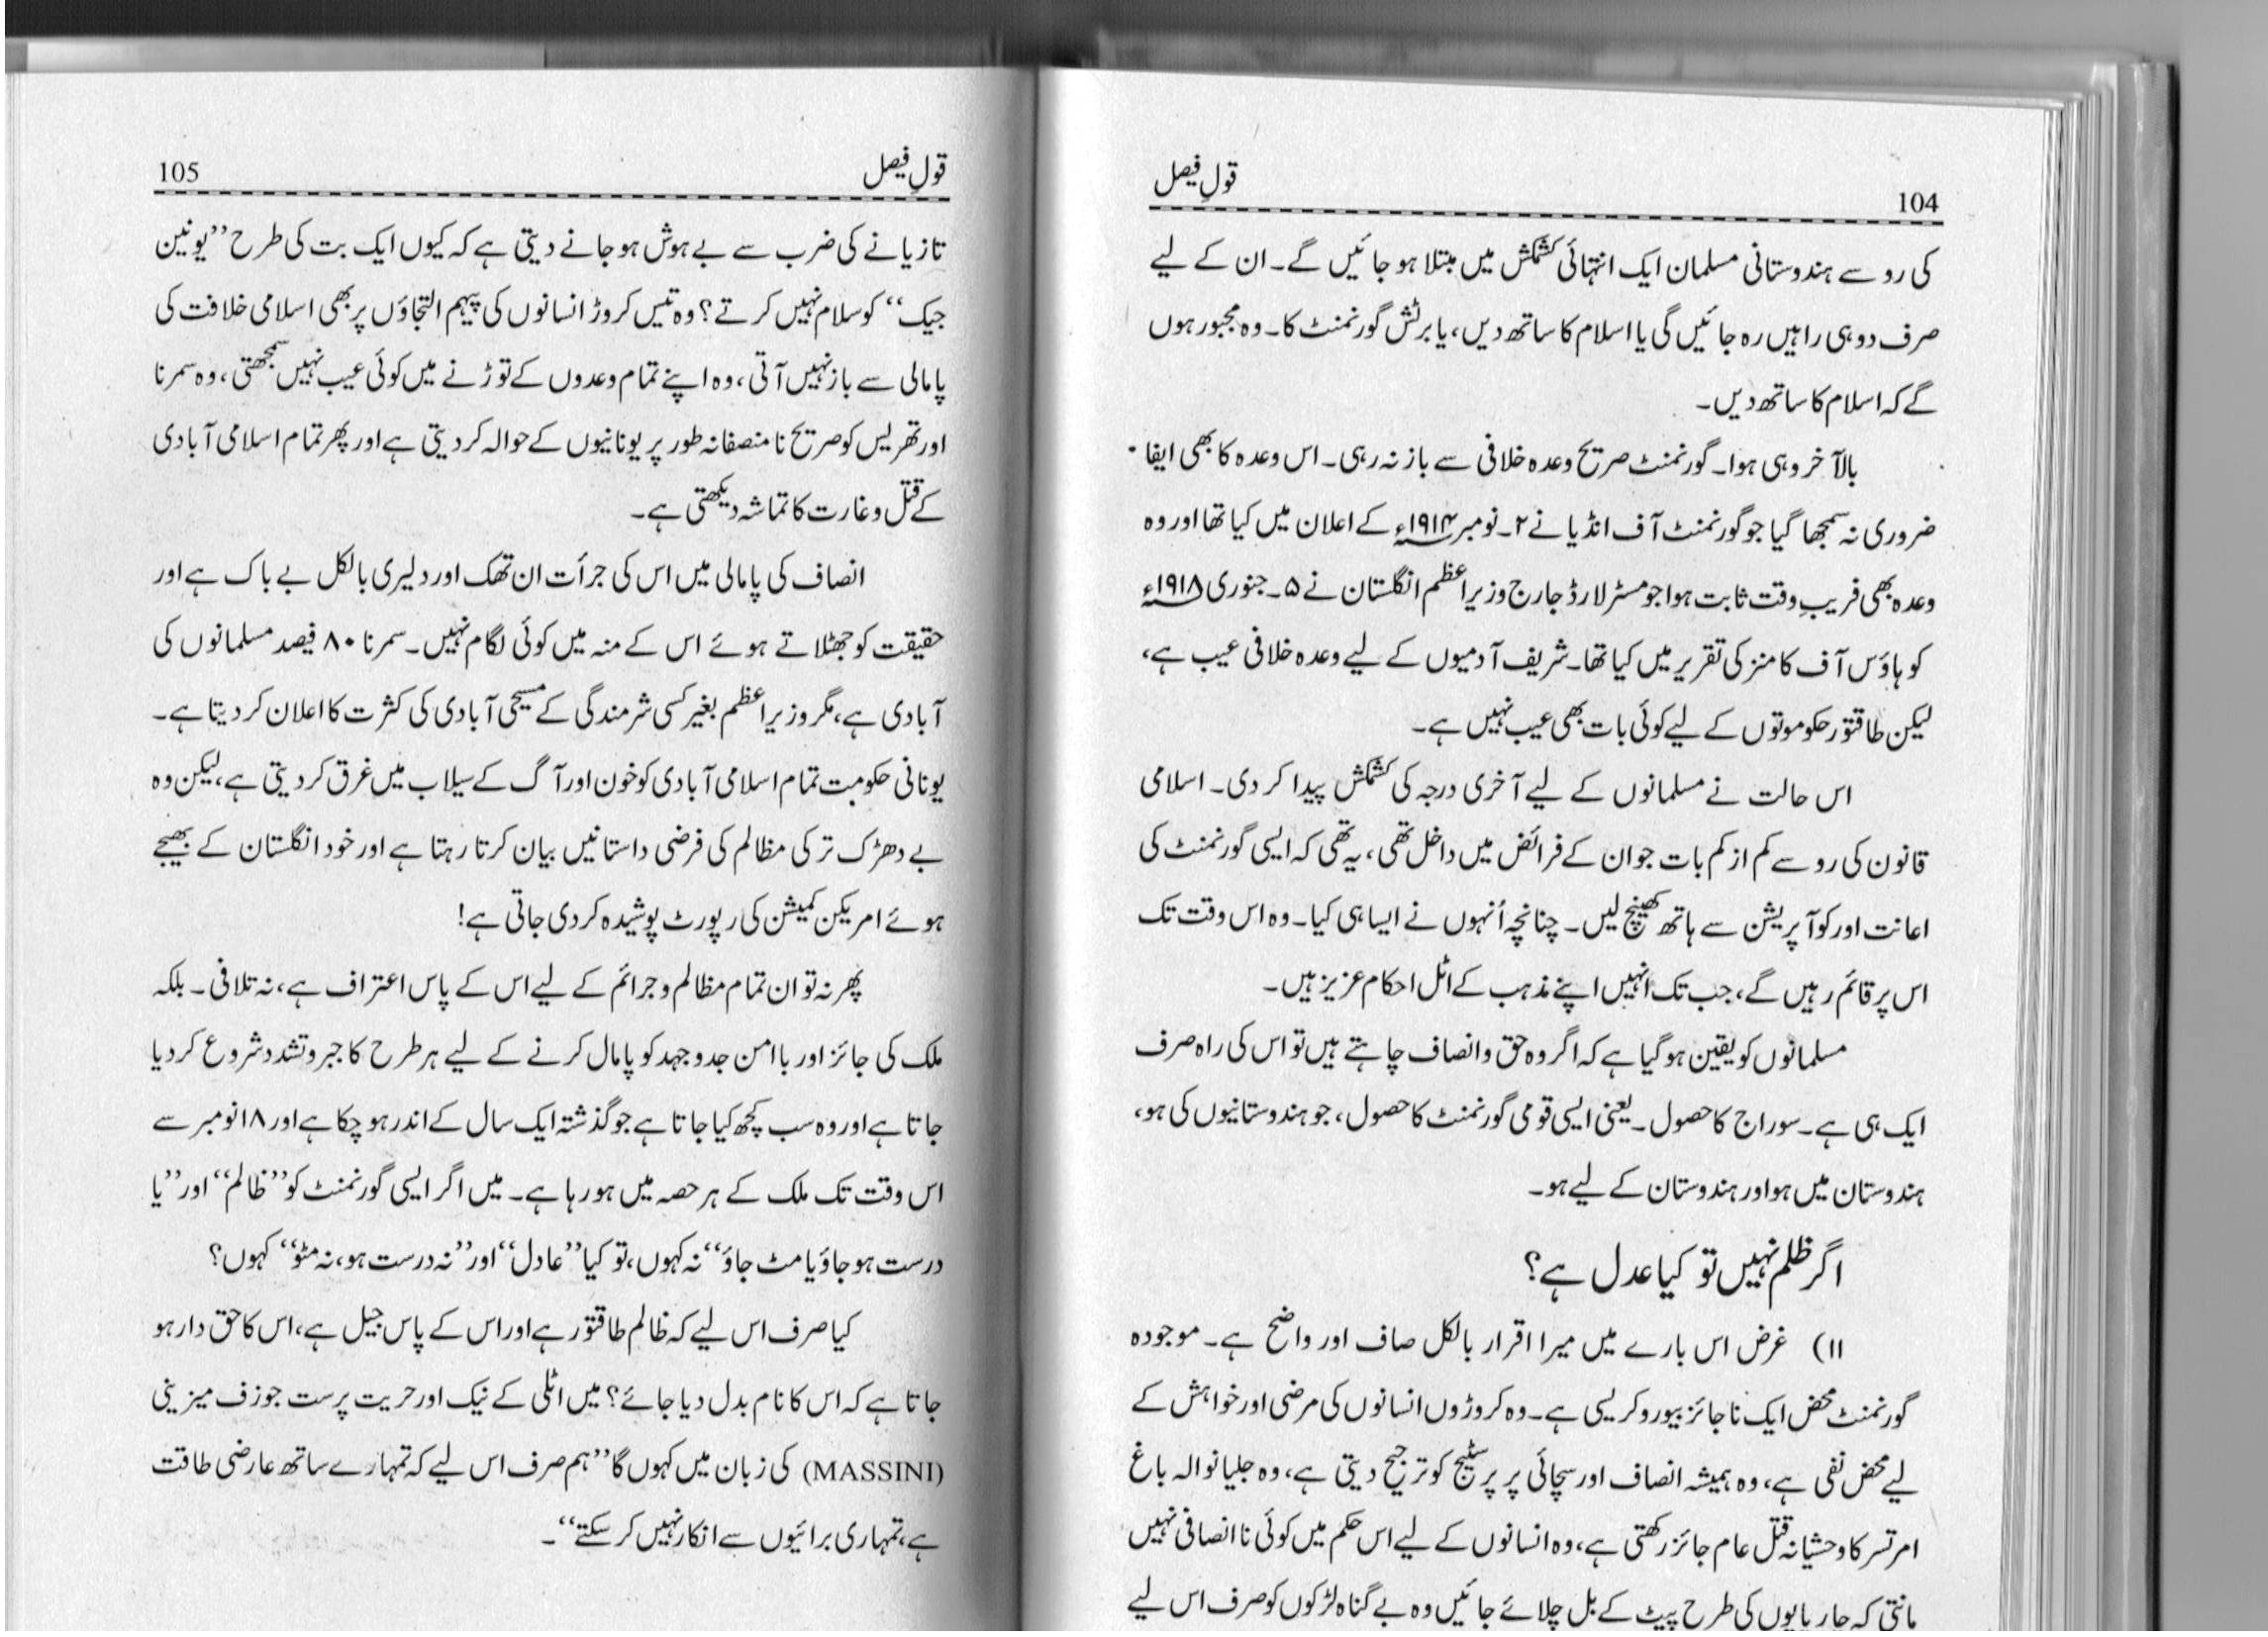 104
قولِ فیصل
کی رو سے ہندوستانی مسلمان ایک انتہائی کشمکش میں مبتلا ہو جائیں گے۔ ان کے لیے
صرف دو ہی راہیں رہ جائیں گی یا اسلام کا ساتھ دیں، یا برٹش گورنمنٹ کا۔ وہ مجبور ہوں
گے کہ اسلام کا ساتھ دیں۔
بالآخر وہی ہوا۔ گورنمنٹ صریح وعدہ خلافی سے باز نہ رہی۔ اس وعدہ کا بھی ایفا
ضروری نہ سمجھا گیا جو گورنمنٹ آف انڈیا نے ۲۔ نومبر ۱۹۱۴ء کے اعلان میں کیا تھا اور وہ
وعدہ بھی فریبِ وقت ثابت ہوا جو مسٹر لارڈ جارج وزیراعظم انگلستان نے ۵۔ جنوری ۱۹۱۸ء
کو ہاؤس آف کامنز کی تقریر میں کیا تھا۔ شریف آدمیوں کے لیے وعدہ خلافی عیب ہے،
لیکن طاقتور حکوموتوں کے لیے کوئی بات بھی عیب نہیں ہے۔
اس حالت نے مسلمانوں کے لیے آخری درجہ کی کشمکش پیدا کر دی۔ اسلامی
قانون کی رو سے کم از کم بات جو ان کے فرائض میں داخل تھی، یہ تھی کہ ایسی گورنمنٹ کی
اعانت اور کوآپریشن سے ہاتھ کھینچ لیں۔ چنانچہ اُنہوں نے ایسا ہی کیا۔ وہ اس وقت تک
اس پر قائم رہیں گے، جب تک انہیں اپنے مذہب کے اٹل احکام عزیز ہیں۔
مسلمانوں کو یقین ہو گیا ہے کہ اگر وہ حق و انصاف چاہتے ہیں تو اس کی راہ صرف
ایک ہی ہے۔ سوراج کا حصول۔ یعنی ایسی قومی گورنمنٹ کا حصول، جو ہندوستانیوں کی ہو،
ہندوستان میں ہو اور ہندوستان کے لیے ہو۔
اگر ظلم نہیں تو کیا عدل ہے؟
۱۱) غرض اس بارے میں میرا اقرار بالکل صاف اور واضح ہے۔ موجودہ
گورنمنٹ محض ایک ناجائز بیوروکریسی ہے۔ وہ کروڑوں انسانوں کی مرضی اور خواہش کے
لیے محض نفی ہے، وہ ہمیشہ انصاف اور سچائی پر پرسٹیج کو ترجیح دیتی ہے، وہ جلیانوالہ باغ
امرتسر کا وحشیانہ قتل عام جائز رکھتی ہے، وہ انسانوں کے لیے اس حکم میں کوئی ناانصافی نہیں
مانتی کہ چارپایوں کی طرح پیٹ کے بل چلائے جائیں وہ بے گناہ لڑکوں کو صرف اس لیے
قولِ فیصل
105
تازیانے کی ضرب سے بے ہوش ہو جانے دیتی ہے کہ کیوں ایک بت کی طرح ’’یونین
جیک‘‘ کو سلام نہیں کرتے؟ وہ تیس کروڑ انسانوں کی پیہم التجاؤں پر بھی اسلامی خلافت کی
پامالی سے باز نہیں آتی، وہ اپنے تمام وعدوں کے توڑنے میں کوئی عیب نہیں سمجھتی، وہ سمرنا
اور تھریس کو صریح نامنصفانہ طور پر یونانیوں کے حوالہ کر دیتی ہے اور پھر تمام اسلامی آبادی
کے قتل و غارت کا تماشہ دیکھتی ہے۔
انصاف کی پامالی میں اس کی جرأت ان تھک اور دلیری بالکل بے باک ہے اور
حقیقت کو جھٹلاتے ہوئے اس کے منہ میں کوئی لگام نہیں۔ سمرنا ۸۰ فیصد مسلمانوں کی
آبادی ہے، مگر وزیراعظم بغیر کسی شرمندگی کے مسیحی آبادی کی کثرت کا اعلان کر دیتا ہے۔
یونانی حکومت تمام اسلامی آبادی کو خون اور آگ کے سیلاب میں غرق کر دیتی ہے، لیکن وہ
بے دھڑک ترکی مظالم کی فرضی داستانیں بیان کرتا رہتا ہے اور خود انگلستان کے بھیجے
ہوئے امریکن کمیشن کی رپورٹ پوشیدہ کر دی جاتی ہے!
پھر نہ تو ان تمام مظالم و جرائم کے لیے اس کے پاس اعتراف ہے، نہ تلافی۔ بلکہ
ملک کی جائز اور باامن جدوجہد کو پامال کرنے کے لیے ہر طرح کا جبر و تشدد شروع کر دیا
جاتا ہے اور وہ سب کچھ کیا جاتا ہے جو گذشتہ ایک سال کے اندر ہو چکا ہے اور ۱۸ نومبر سے
اس وقت تک ملک کے ہر حصہ میں ہو رہا ہے۔ میں اگر ایسی گورنمنٹ کو ’’ظالم‘‘ اور ’’یا
درست ہو جاؤ یا مٹ جاؤ‘‘ نہ کہوں، تو کیا ’’عادل‘‘ اور ’’نہ درست ہو، نہ مٹو‘‘ کہوں؟
کیا صرف اس لیے کہ ظالم طاقتور ہے اور اس کے پاس جیل ہے، اس کا حق دار ہو
جاتا ہے کہ اس کا نام بدل دیا جائے؟ میں اٹلی کے نیک اور حریت پرست جوزف میزینی
(MASSINI) کی زبان میں کہوں گا ’’ہم صرف اس لیے کہ تمہارے ساتھ عارضی طاقت
ہے، تمہاری برائیوں سے انکار نہیں کر سکتے‘‘۔